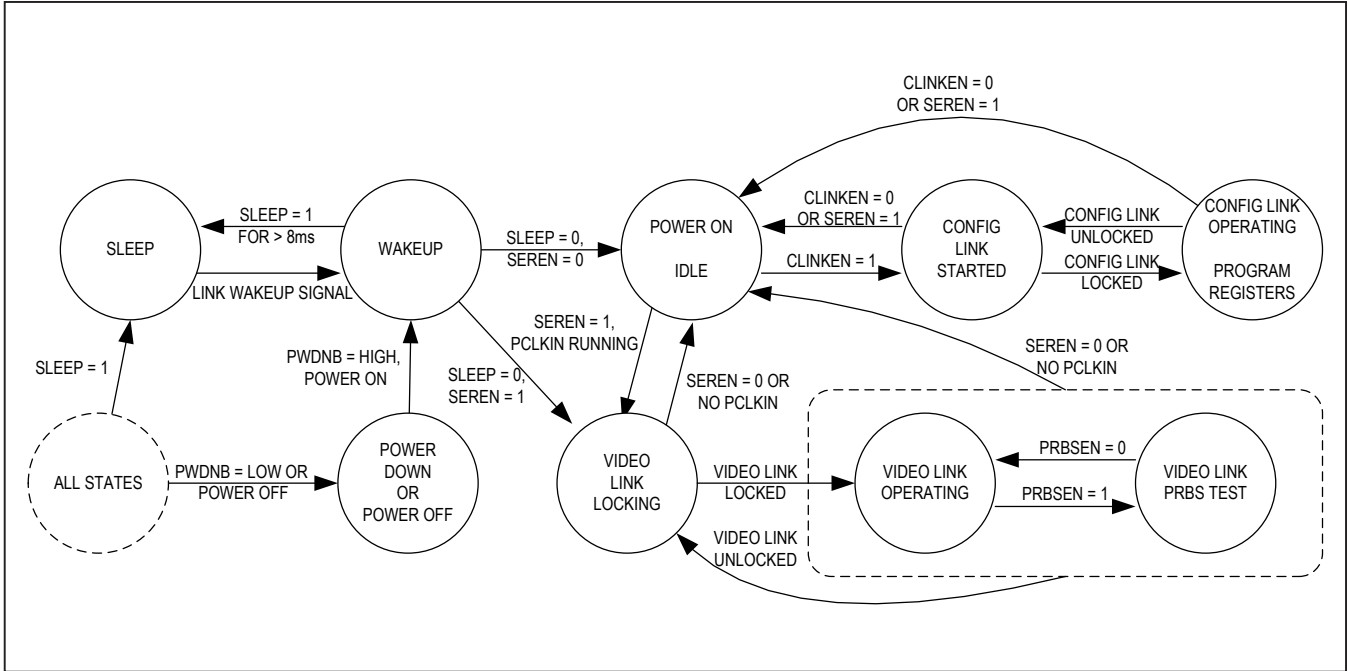 CLINKEN = 0
OR SEREN = 1
SLEEP
SLEEP = 1
FOR > 8ms
LINK WAKEUP SIGNAL
WAKEUP
SLEEP = 0,
SEREN = 0
POWER ON
IDLE
CLINKEN = 0
OR SEREN = 1
CLINKEN = 1
CONFIG
LINK
STARTED
CONFIG LINK
UNLOCKED
CONFIG LINK
LOCKED
CONFIG LINK
OPERATING
PROGRAM
REGISTERS
SLEEP = 1
PWDNB = HIGH,
POWER ON
SLEEP = 0,
SEREN = 1
SEREN = 1,
PCLKIN RUNNING
SEREN = 0 OR
NO PCLKIN
SEREN = 0 OR
NO PCLKIN
ALL STATES
PWDNB = LOW OR
POWER OFF
POWER
DOWN
OR
POWER OFF
VIDEO
LINK
LOCKING
VIDEO LINK
LOCKED
VIDEO LINK
OPERATING
PRBSEN = 0
PRBSEN = 1
VIDEO LINK
PRBS TEST
VIDEO LINK
UNLOCKED